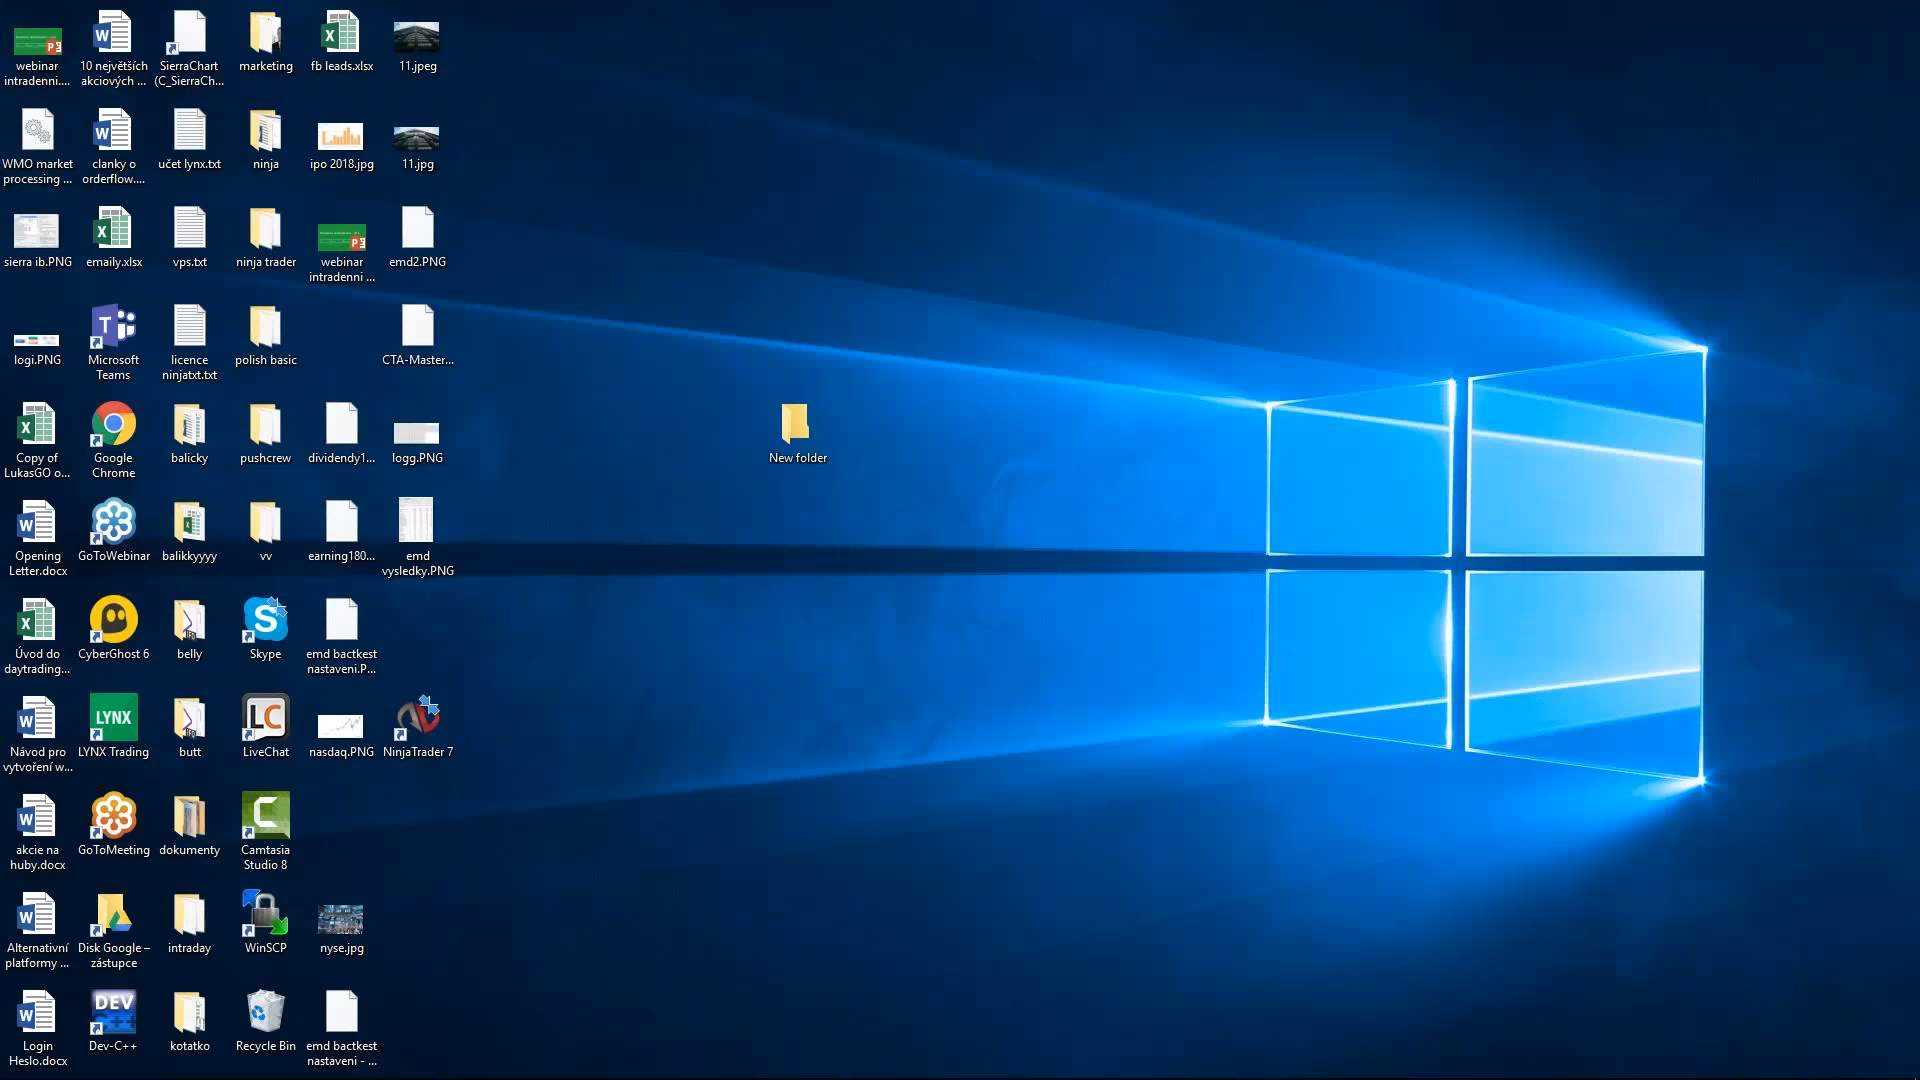 webinar
intradenni....
10 největších
akciových ...
SierraChart
(C_SierraCh...
marketing
fb leads.xlsx
11.jpeg
WMO market
processing ...
clanky o
orderflow....
učet lynx.txt
ninja
ipo 2018.jpg
11.jpg
sierra ib.PNG
emaily.xlsx
vps.txt
ninja trader
webinar
intradenni ...
emd2.PNG
logi.PNG
Microsoft
Teams
licence
ninjatxt.txt
polish basic
CTA-Master...
Copy of
LukasGO o...
Google
Chrome
balicky
pushcrew
dividendy1...
logg.PNG
New folder
Opening
Letter.docx
GoToWebinar
balikkyyyy
vv
earning180...
emd
vysledky.PNG
Úvod do
daytrading...
CyberGhost 6
belly
Skype
emd bactkest
nastaveni.P...
LYNX
Návod pro
vytvoření w...
LYNX Trading
butt
LiveChat
nasdaq.PNG
NinjaTrader 7
akcie na
huby.docx
GoToMeeting
dokumenty
Camtasia
Studio 8
Alternativní
platformy ...
Disk Google –
zástupce
intraday
WinSCP
nyse.jpg
DEV
Login
Heslo.docx
Dev-C++
kotatko
Recycle Bin
emd bactkest
nastaveni - ...